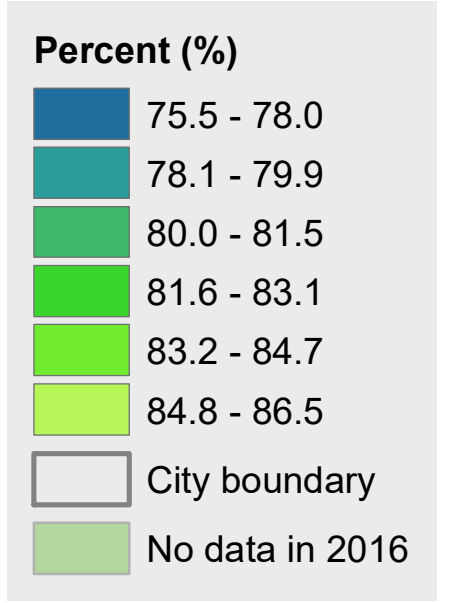 Percent (%)
75.5 - 78.0
78.1 - 79.9
80.0 - 81.5
81.6 - 83.1
83.2 - 84.7
84.8 - 86.5
City boundary
No data in 2016